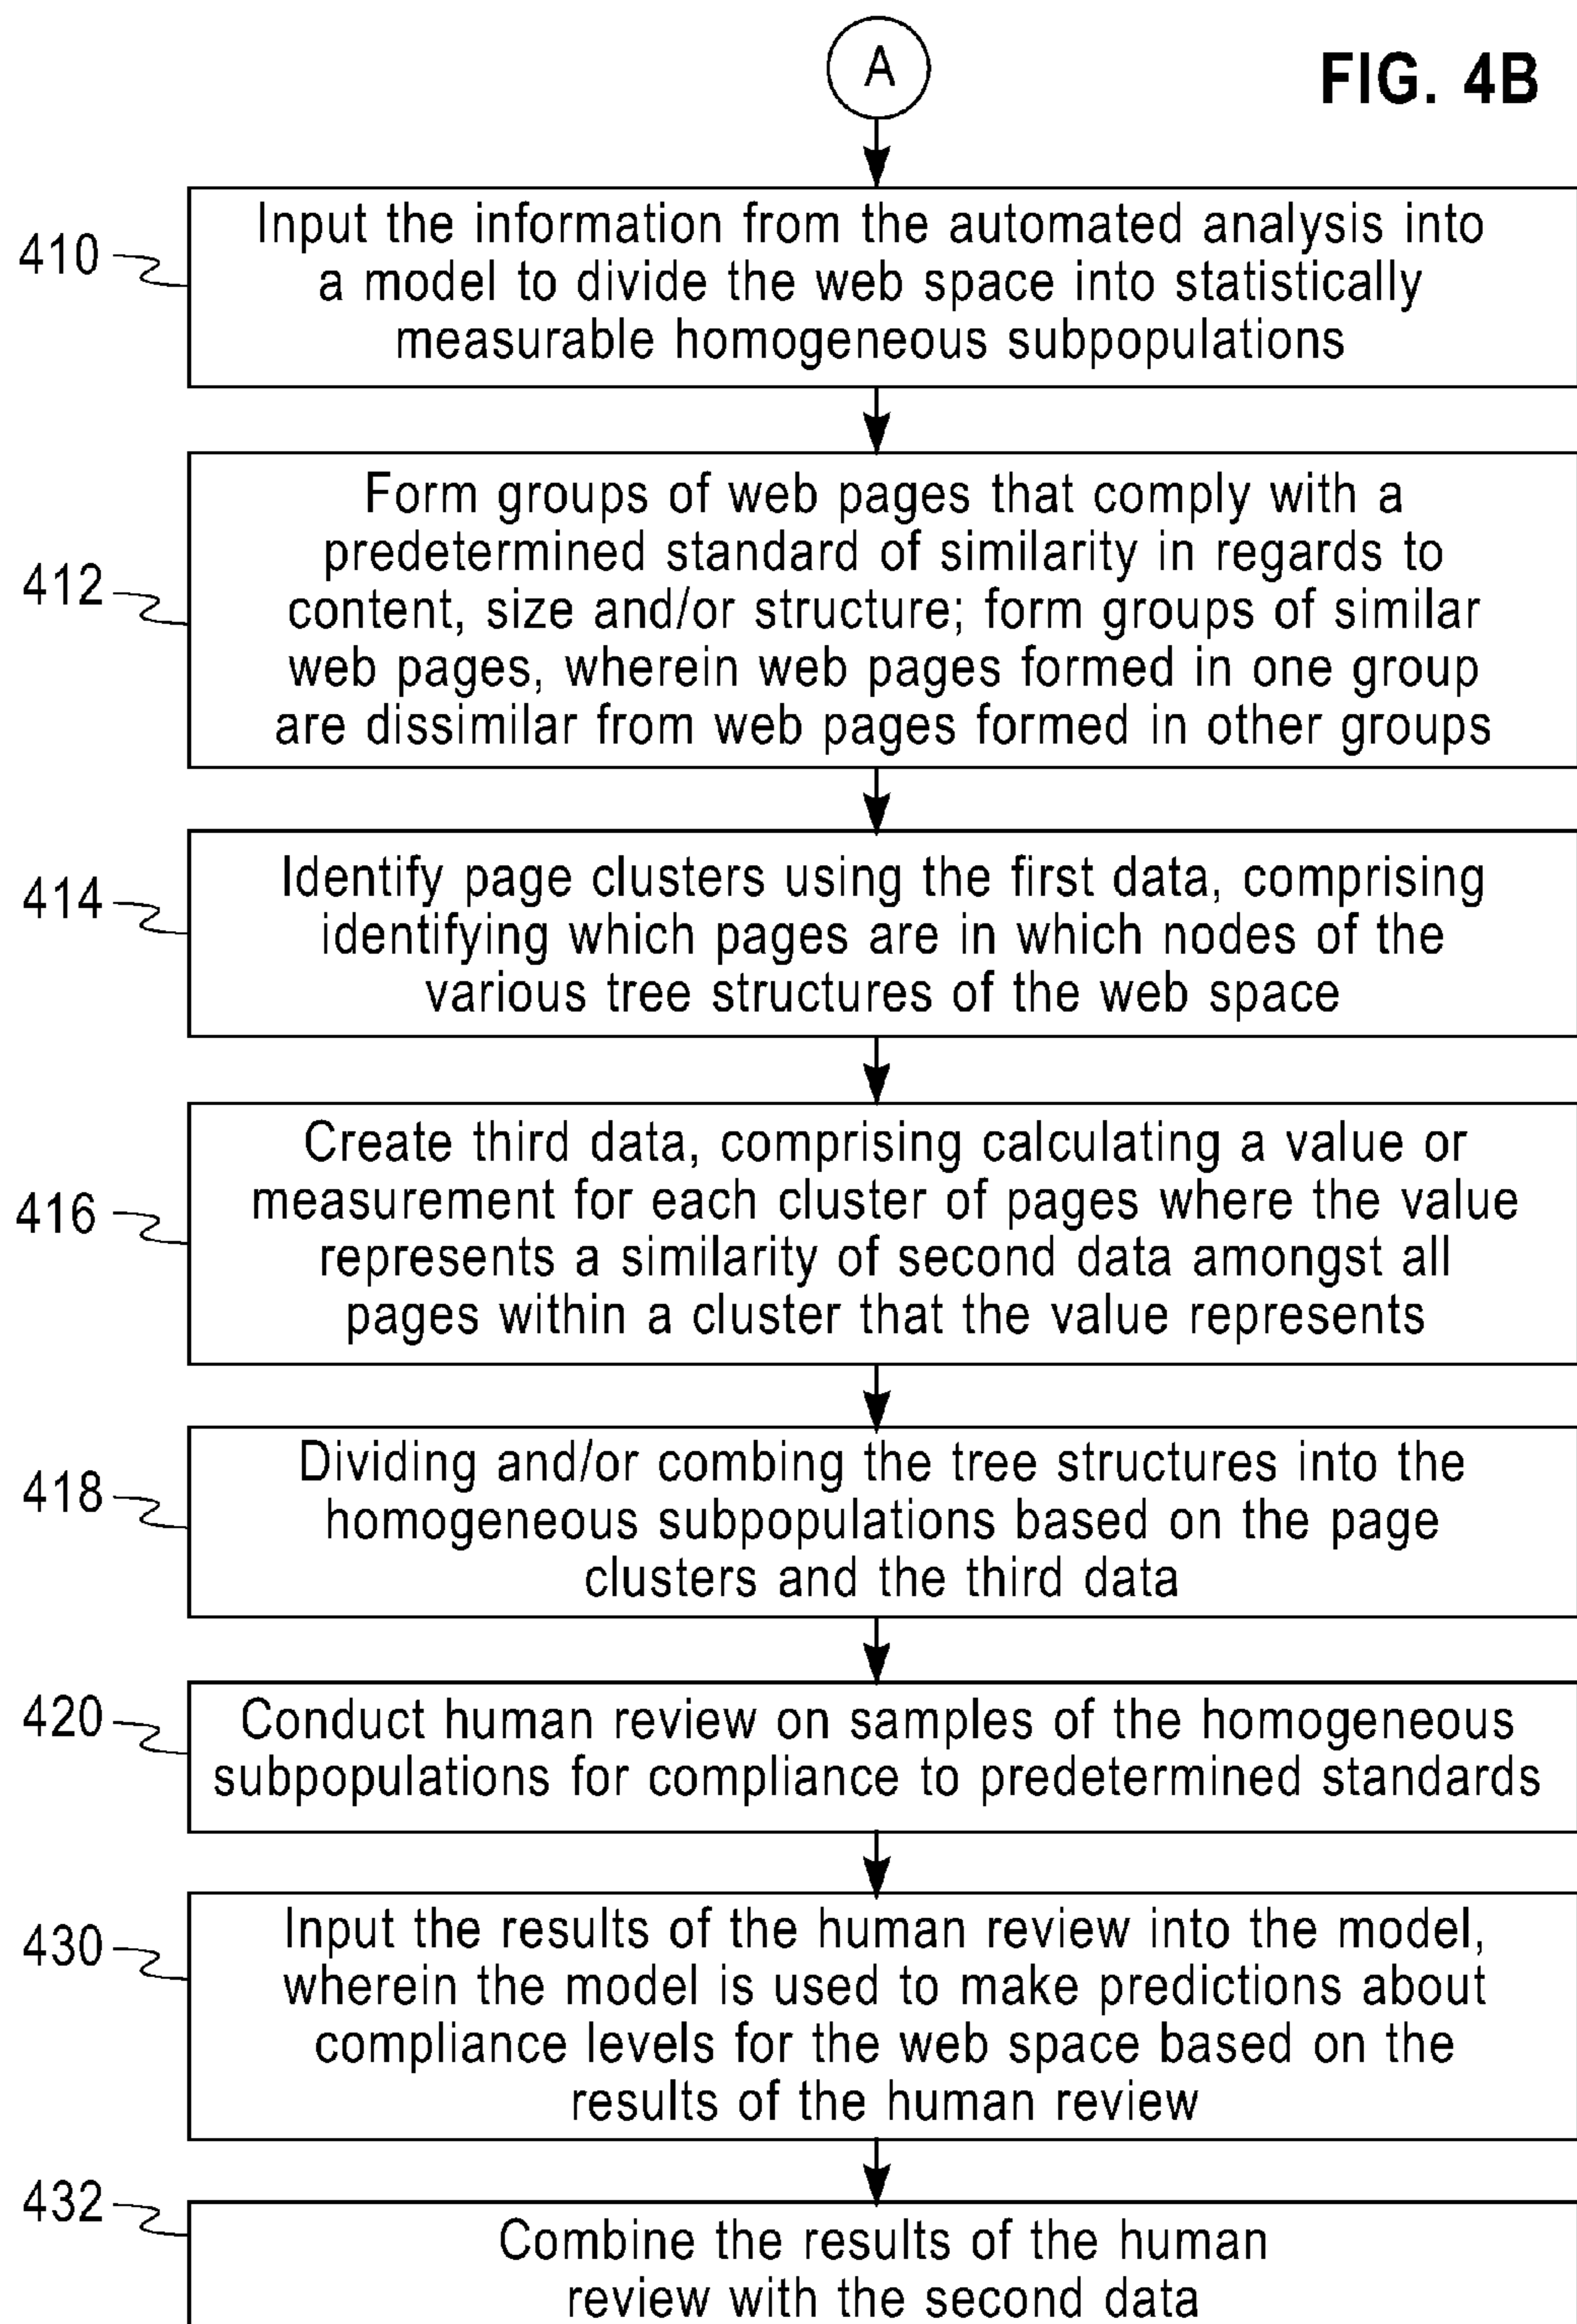 A
FIG. 4B
410
Input the information from the automated analysis into
a model to divide the web space into statistically
measurable homogeneous subpopulations
412
Form groups of web pages that comply with a
predetermined standard of similarity in regards to
content, size and/or structure; form groups of similar
web pages, wherein web pages formed in one group
are dissimilar from web pages formed in other groups
414
Identify page clusters using the first data, comprising
identifying which pages are in which nodes of the
various tree structures of the web space
416
Create third data, comprising calculating a value or
measurement for each cluster of pages where the value
represents a similarity of second data amongst all
pages within a cluster that the value represents
418
Dividing and/or combing the tree structures into the
homogeneous subpopulations based on the page
clusters and the third data
420
Conduct human review on samples of the homogeneous
subpopulations for compliance to predetermined standards
430
Input the results of the human review into the model,
wherein the model is used to make predictions about
compliance levels for the web space based on the
results of the human review
432
Combine the results of the human
review with the second data